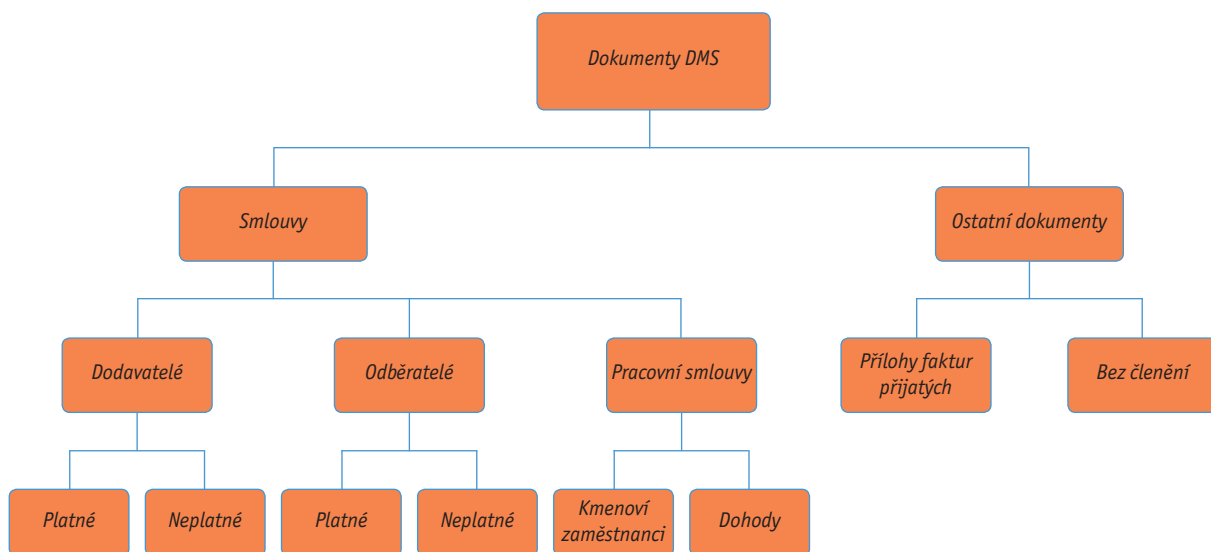 Dokumenty DMS
Smlouvy
Ostatní dokumenty
Dodavatelé
Odběratelé
Pracovní smlouvy
Přílohy faktur
přijatých
Bez členění
Platné
Neplatné
Platné
Neplatné
Kmenoví
zaměstnanci
Dohody